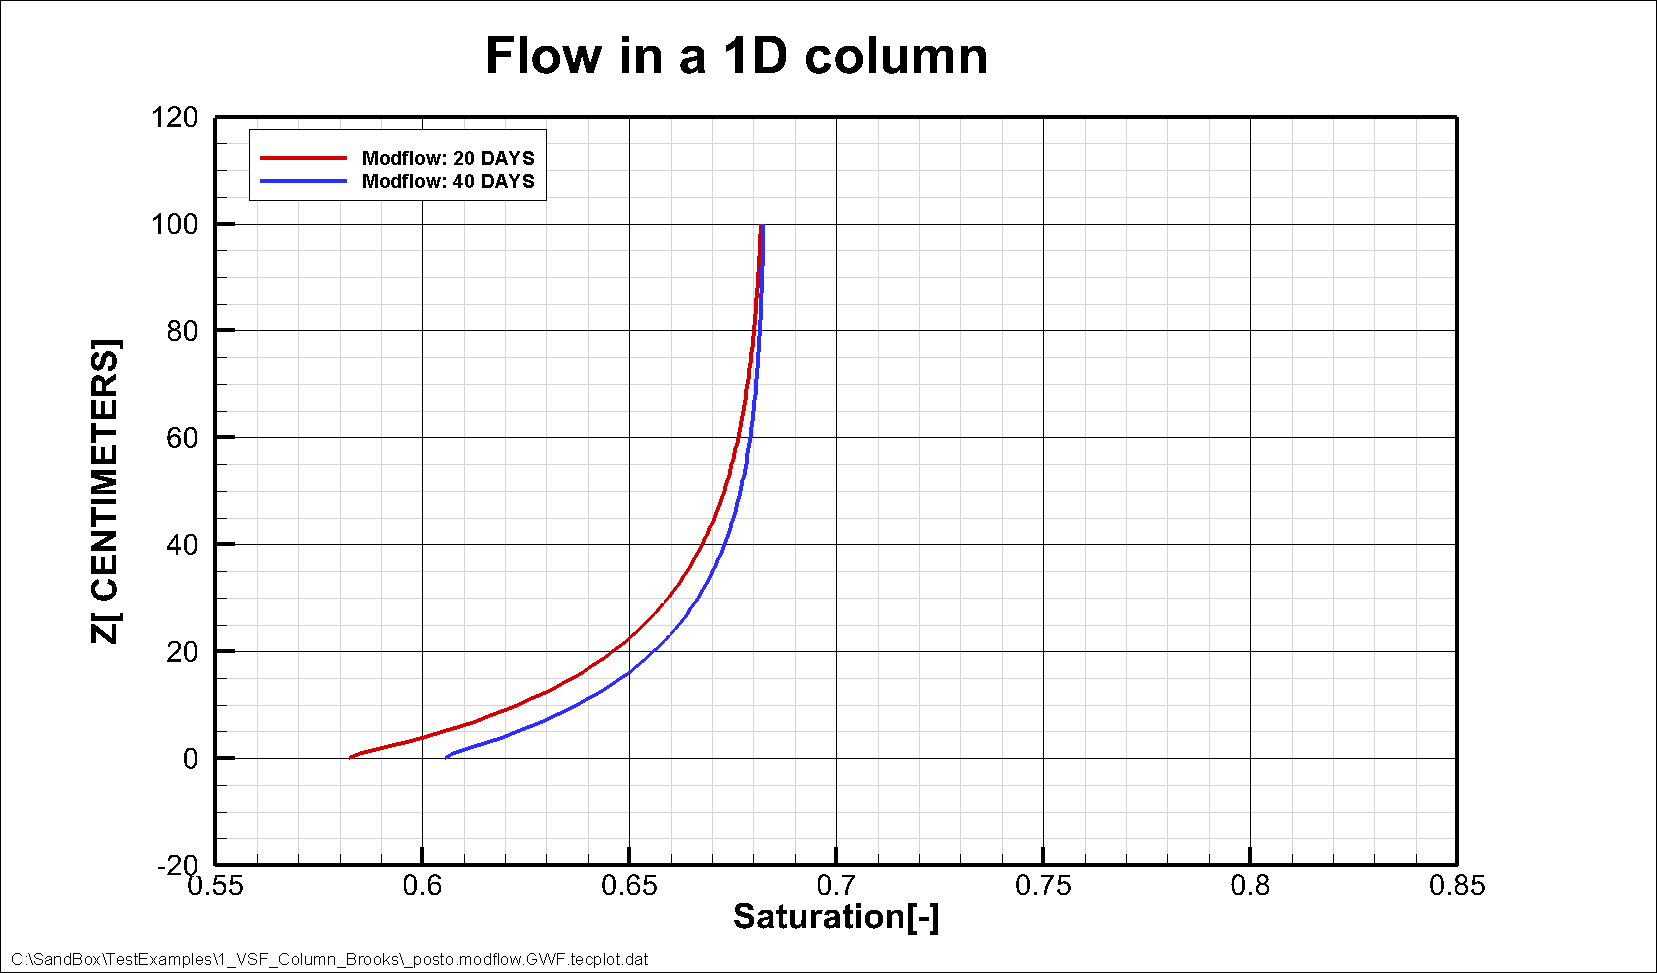 Flow in a 1D column
120
Modflow: 20 DAYS
Modflow: 40 DAYS
100
80
60
40
20
0
-20
Z[ CENTIMETERS]
0.55 0.6 0.65 0.7 0.75 0.8 0.85
Saturation[-]
C:\SandBox\TestExamples\1_VSF_Column_Brooks\_posto.modflow.GWF.tecplot.dat